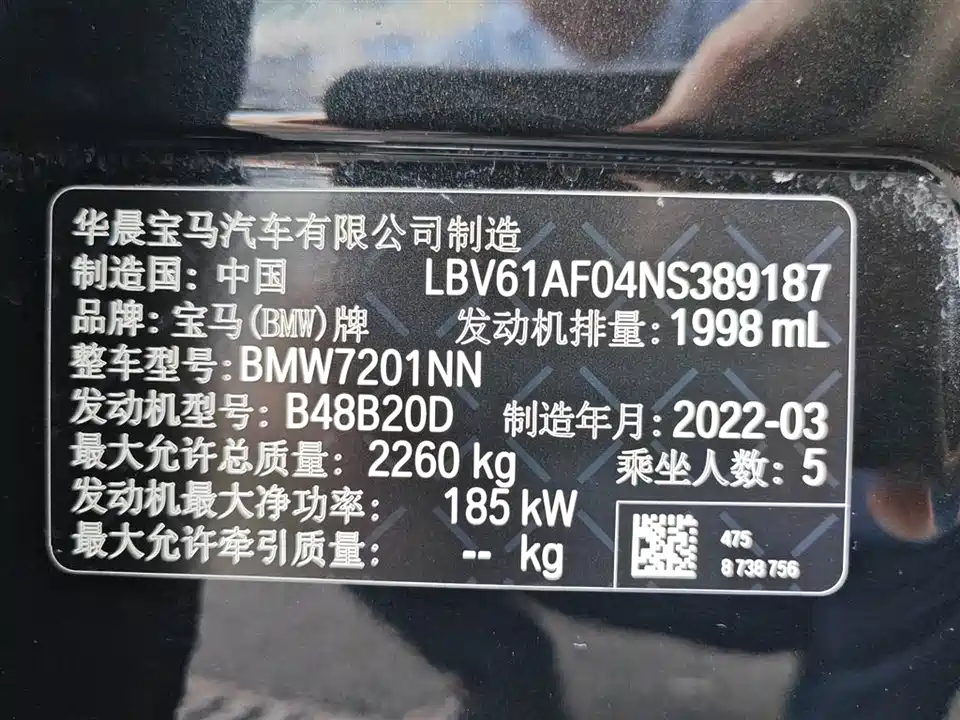 华晨宝马汽车有限公司制造
制造国: 中国 LBV61AF04NS389187
品牌: 宝马(BMW)牌 发动机排量: 1998 mL
整车型号: BMW7201NN
发动机型号: B48B20D 制造年月: 2022-03
最大允许总质量: 2260 kg 乘坐人数: 5
发动机最大净功率: 185 kW
最大允许牵引质量: -- kg
475
8 738 756